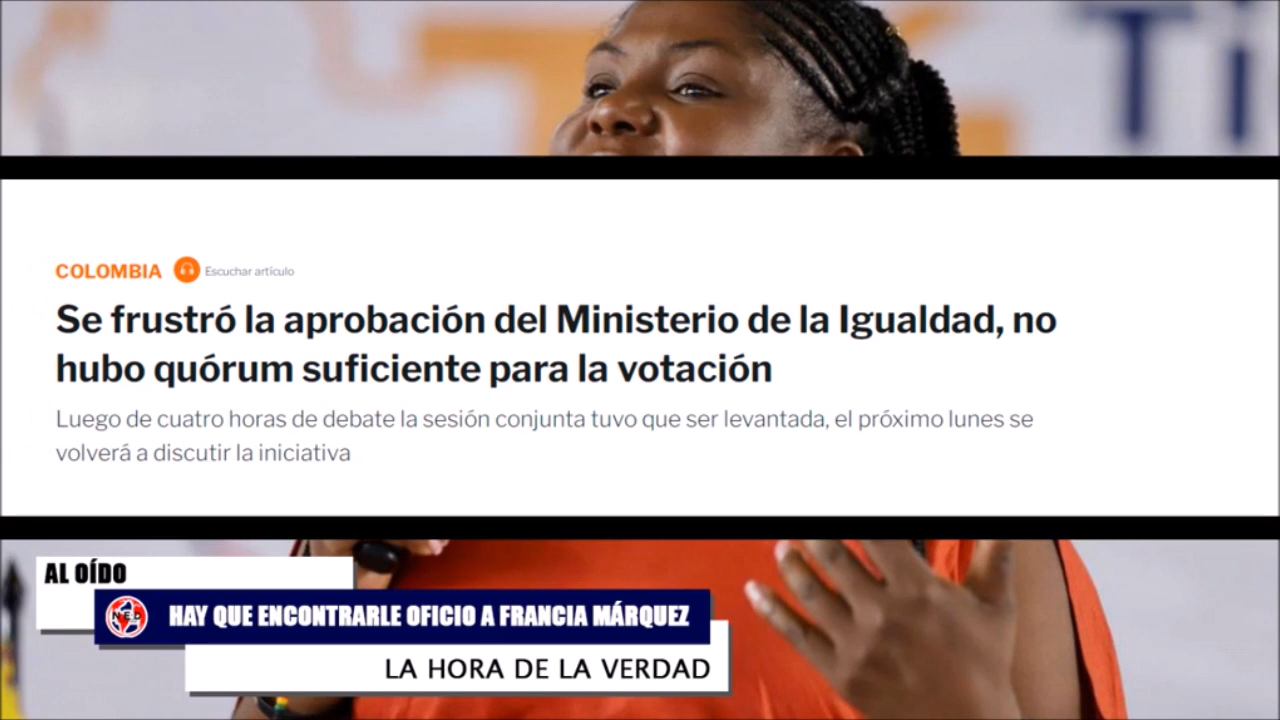 Ti
COLOMBIA Escuchar artículo
Se frustró la aprobación del Ministerio de la Igualdad, no
hubo quórum suficiente para la votación
Luego de cuatro horas de debate la sesión conjunta tuvo que ser levantada, el próximo lunes se
volverá a discutir la iniciativa
AL OÍDO
NED
HAY QUE ENCONTRARLE OFICIO A FRANCIA MÁRQUEZ
LA HORA DE LA VERDAD